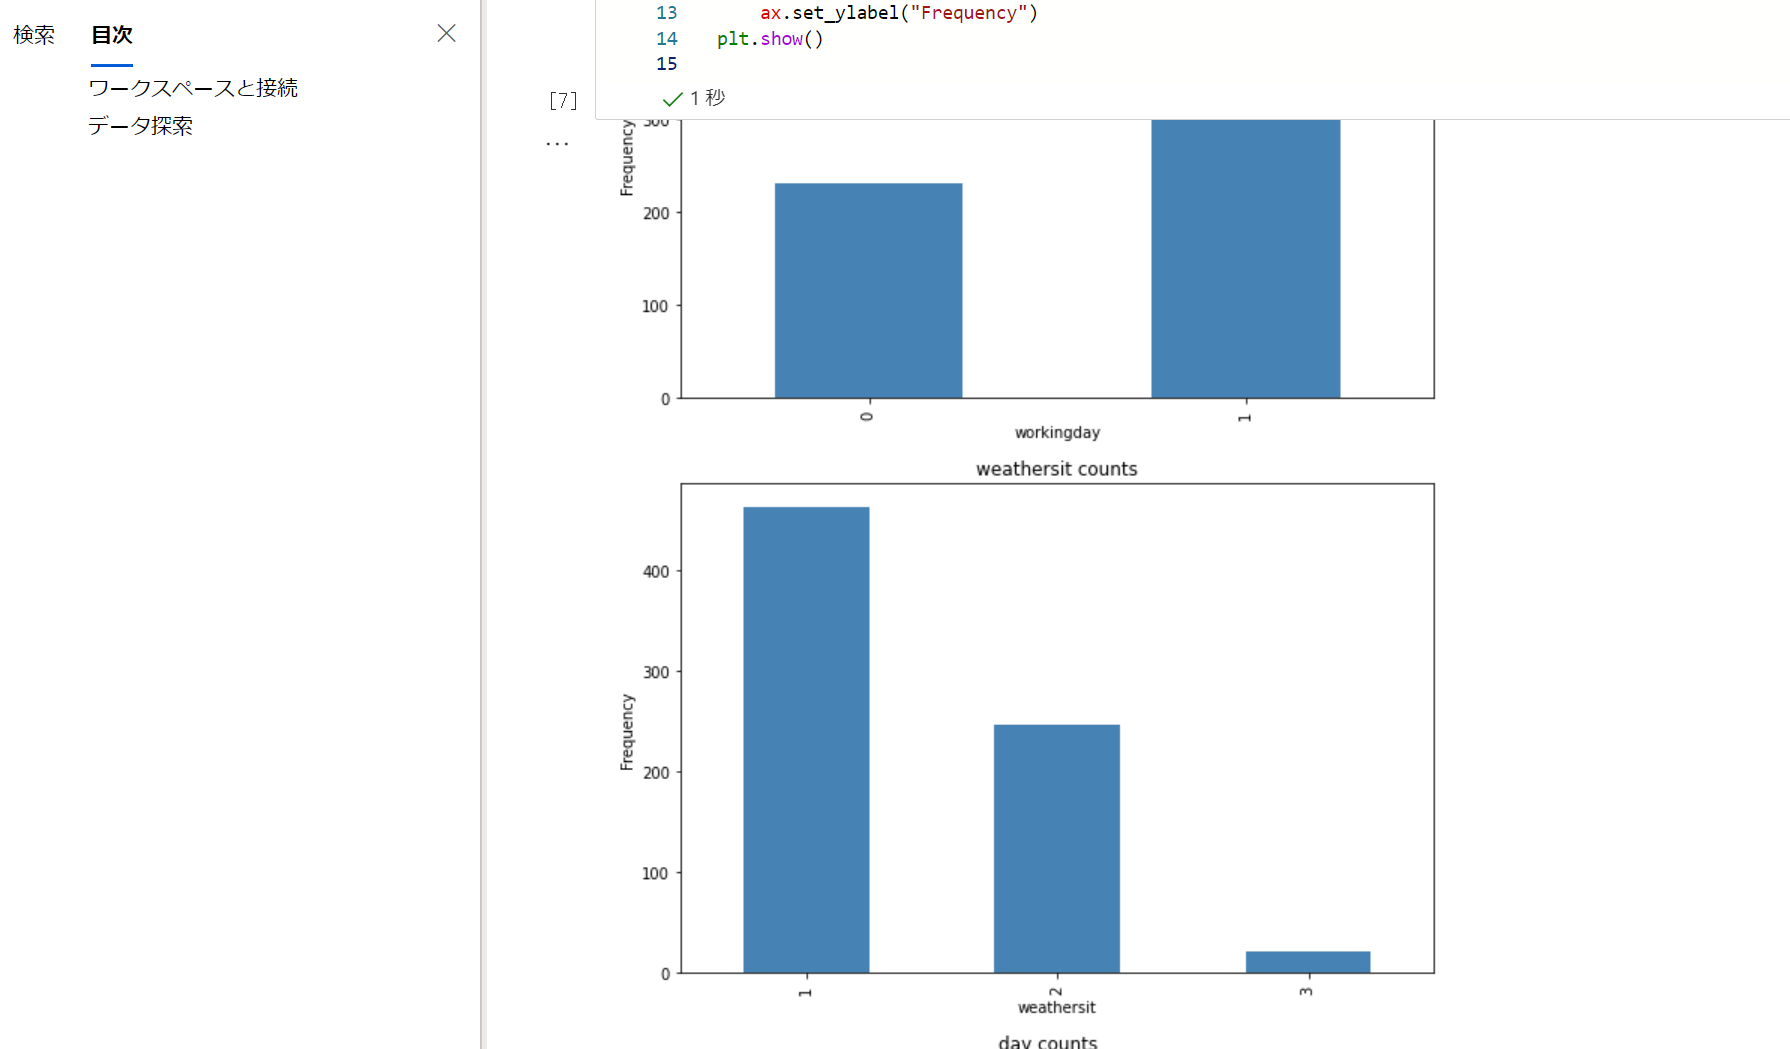 検索 目次
ワークスペースと接続
データ探索
13 ax.set_ylabel("Frequency")
14 plt.show()
15
[7] 1 秒
...
300
Frequency
200
100
0
0 1
workingday
weathersit counts
400
300
Frequency
200
100
0
1 2 3
weathersit
day counts